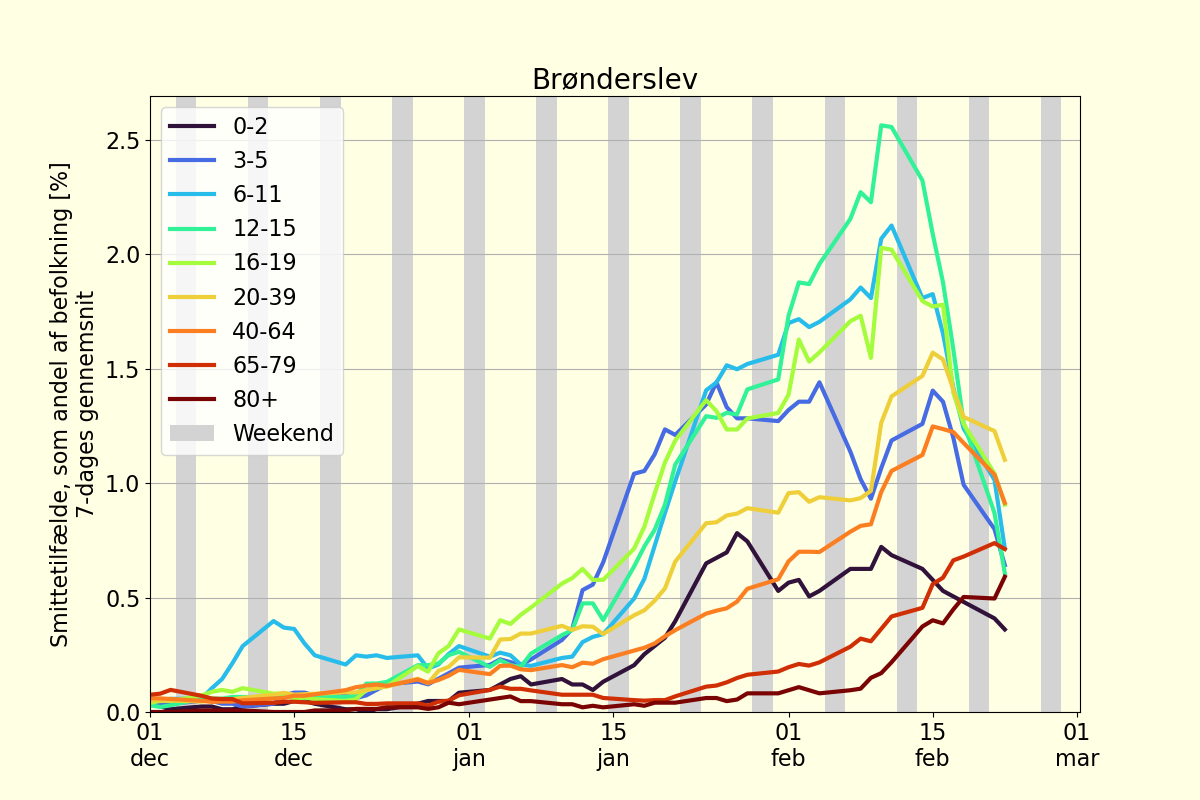 Brønderslev
Smittetilfælde, som andel af befolkning [%]
7-dages gennemsnit
2.5
2.0
1.5
1.0
0.5
0.0
0-2
3-5
6-11
12-15
16-19
20-39
40-64
65-79
80+
Weekend
01 15 01 15 01 15 01
dec dec jan jan feb feb mar